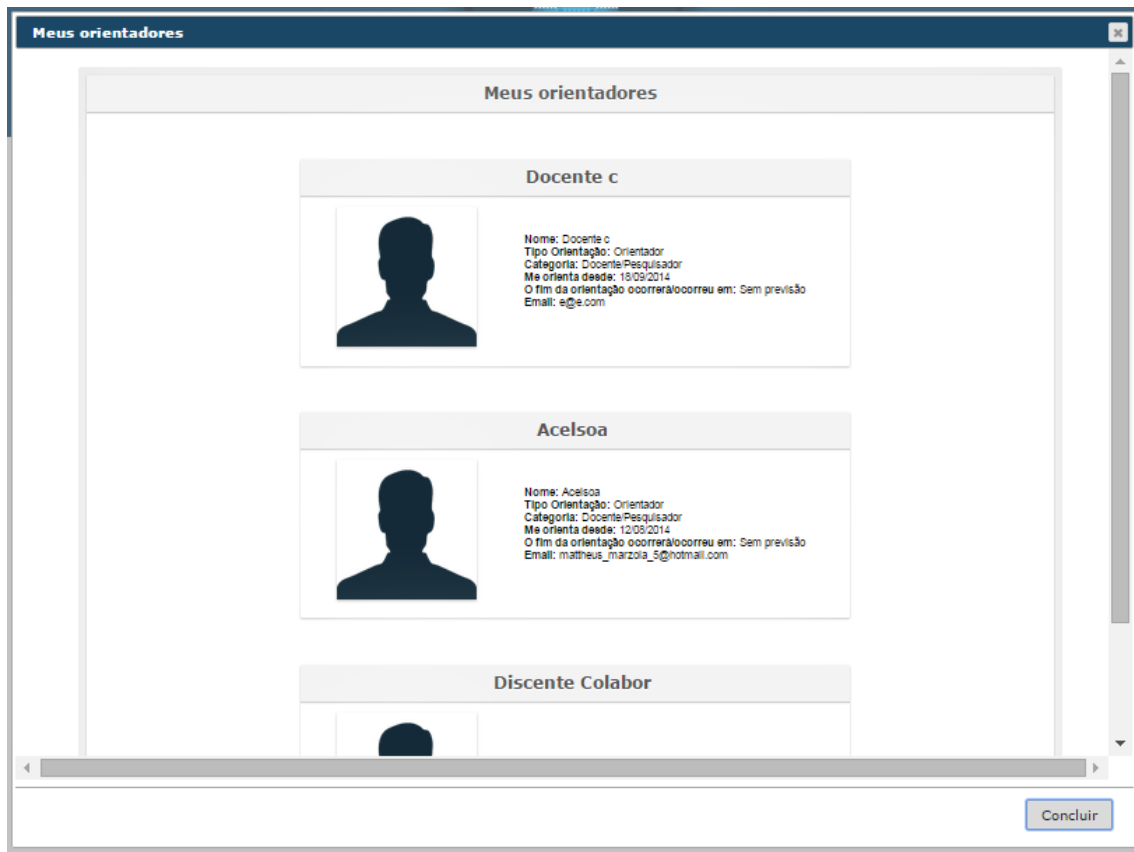 Meus orientadores
Meus orientadores
Docente c
Nome: Docente c
Tipo Orientação: Orientador
Categoria: Docente/Pesquisador
Me orienta desde: 18/09/2014
O fim da orientação ocorrerá/ocorreu em: Sem previsão
Email: e@e.com
Acelsoa
Nome: Acelsoa
Tipo Orientação: Orientador
Categoria: Docente/Pesquisador
Me orienta desde: 12/08/2014
O fim da orientação ocorrerá/ocorreu em: Sem previsão
Email: mattheus_marzola_5@hotmail.com
Discente Colabor
Concluir